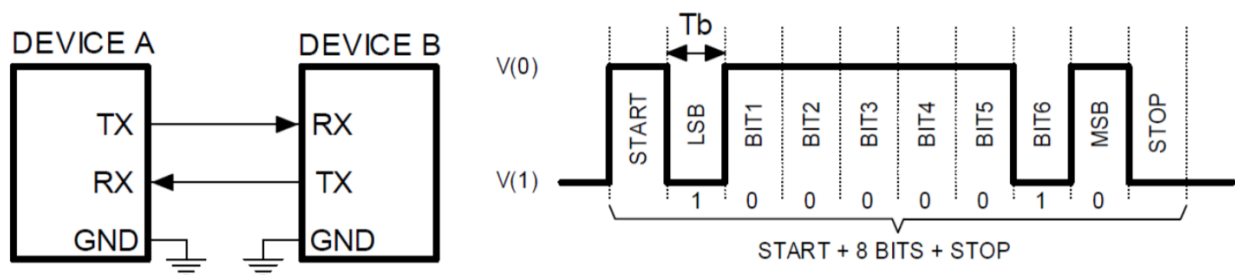 DEVICE A
DEVICE B
TX
RX
RX
TX
GND
GND
Tb
V(0)
V(1)
START
LSB
BIT1
BIT2
BIT3
BIT4
BIT5
BIT6
MSB
STOP
1 0 0 0 0 0 1 0
START + 8 BITS + STOP